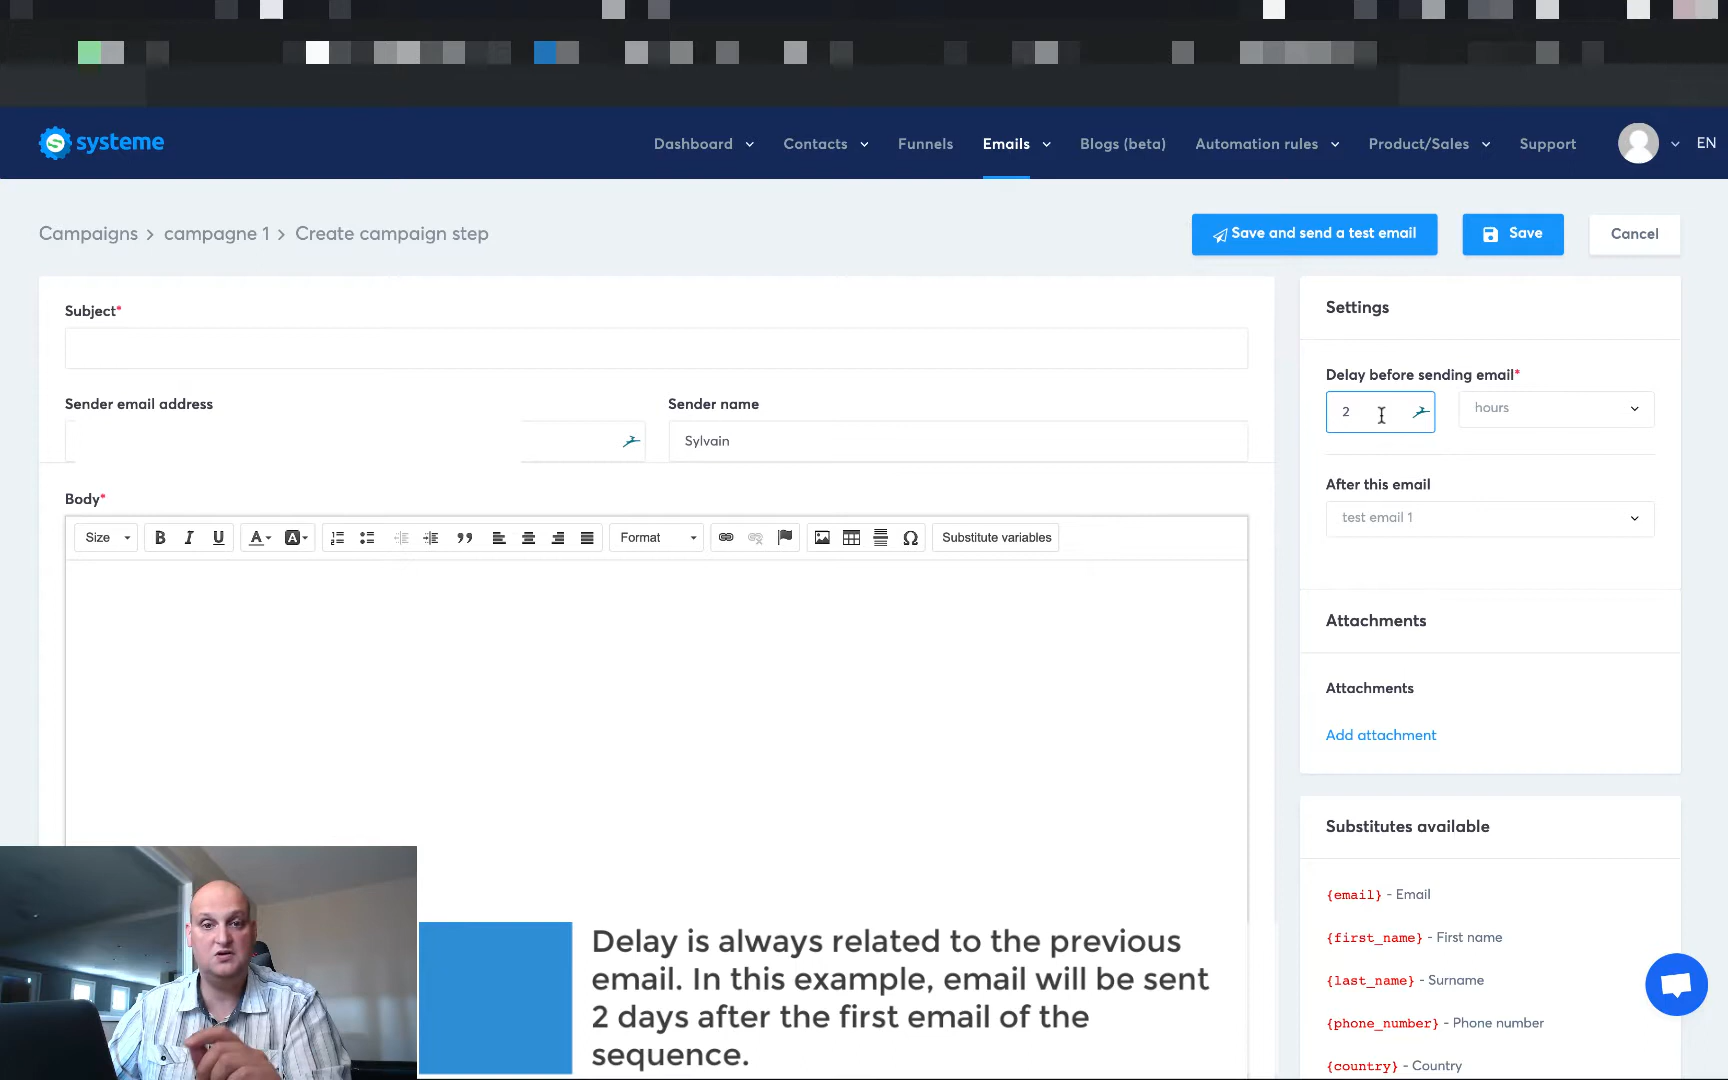 systeme
Dashboard Contacts Funnels Emails Blogs (beta) Automation rules Product/Sales Support EN
Campaigns > campagne 1 > Create campaign step
Save and send a test email Save Cancel
Subject*
Sender email address Sender name
Sylvain
Body*
Size B I U A A Format Substitute variables
Settings
Delay before sending email*
2 hours
After this email
test email 1
Attachments
Attachments
Add attachment
Substitutes available
{email} - Email
{first_name} - First name
{last_name} - Surname
{phone_number} - Phone number
{country} - Country
Delay is always related to the previous
email. In this example, email will be sent
2 days after the first email of the
sequence.